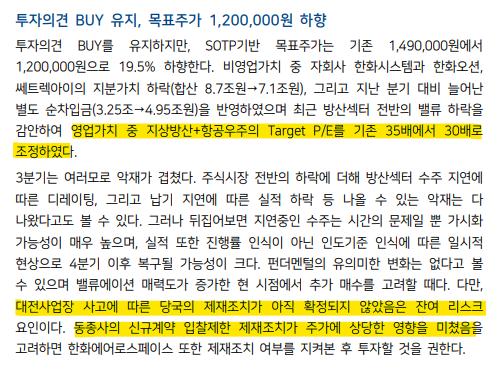 투자의견 BUY 유지, 목표주가 1,200,000원 하향
투자의견 BUY를 유지하지만, SOTP기반 목표주가는 기존 1,490,000원에서
1,200,000원으로 19.5% 하향한다. 비영업가치 중 자회사 한화시스템과 한화오션,
쎄트렉아이의 지분가치 하락(합산 8.7조원→7.1조원), 그리고 지난 분기 대비 늘어난
별도 순차입금(3.25조→4.95조원)을 반영하였으며 최근 방산섹터 전반의 밸류 하락을
감안하여 영업가치 중 지상방산+항공우주의 Target P/E를 기존 35배에서 30배로
조정하였다.
3분기는 여러모로 악재가 겹쳤다. 주식시장 전반의 하락에 더해 방산섹터 수주 지연에
따른 디레이팅, 그리고 납기 지연에 따른 실적 하락 등 나올 수 있는 악재는 다
나왔다고도 볼 수 있다. 그러나 뒤집어보면 지연중인 수주는 시간의 문제일 뿐 가시화
가능성이 매우 높으며, 실적 또한 진행률 인식이 아닌 인도기준 인식에 따른 일시적
현상으로 4분기 이후 복구될 가능성이 크다. 펀더멘털의 유의미한 변화는 없다고 볼
수 있으며 밸류에이션 매력도가 증가한 현 시점에서 추가 매수를 고려할 때다. 다만,
대전사업장 사고에 따른 당국의 제재조치가 아직 확정되지 않았음은 잔여 리스크
요인이다. 동종사의 신규계약 입찰제한 제재조치가 주가에 상당한 영향을 미쳤음을
고려하면 한화에어로스페이스 또한 제재조치 여부를 지켜본 후 투자할 것을 권한다.